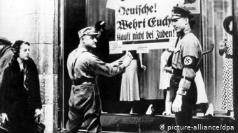 Deutsche!
Wehrt Euch!
Kauft nicht bei Juden!
© picture-alliance/dpa